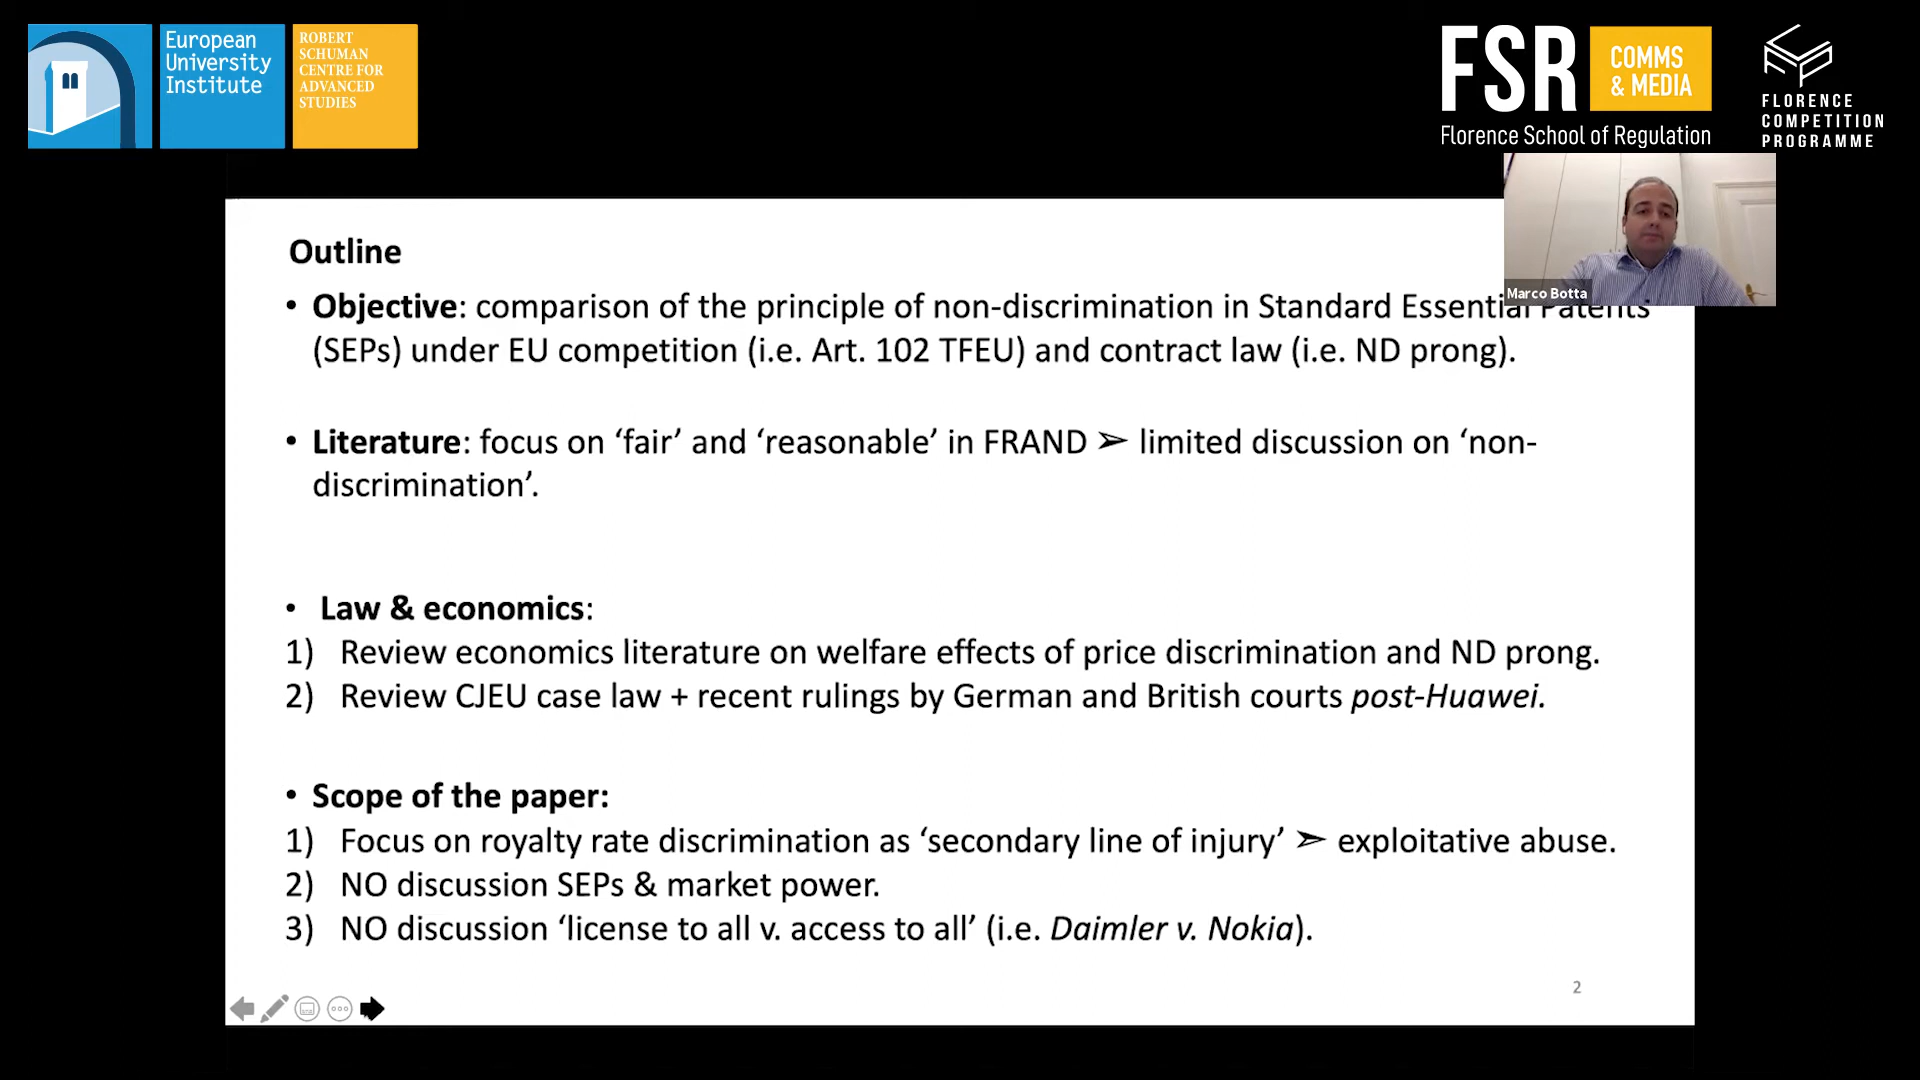 European
University
Institute
ROBERT
SCHUMAN
CENTRE FOR
ADVANCED
STUDIES
FSR
COMMS
& MEDIA
Florence School of Regulation
FLORENCE
COMPETITION
PROGRAMME
Marco Botta
Outline
• Objective: comparison of the principle of non-discrimination in Standard Essential Patents
(SEPs) under EU competition (i.e. Art. 102 TFEU) and contract law (i.e. ND prong).
• Literature: focus on ‘fair’ and ‘reasonable’ in FRAND ➢ limited discussion on ‘non-
discrimination’.
• Law & economics:
1) Review economics literature on welfare effects of price discrimination and ND prong.
2) Review CJEU case law + recent rulings by German and British courts post-Huawei.
• Scope of the paper:
1) Focus on royalty rate discrimination as ‘secondary line of injury’ ➢ exploitative abuse.
2) NO discussion SEPs & market power.
3) NO discussion ‘license to all v. access to all’ (i.e. Daimler v. Nokia).
2